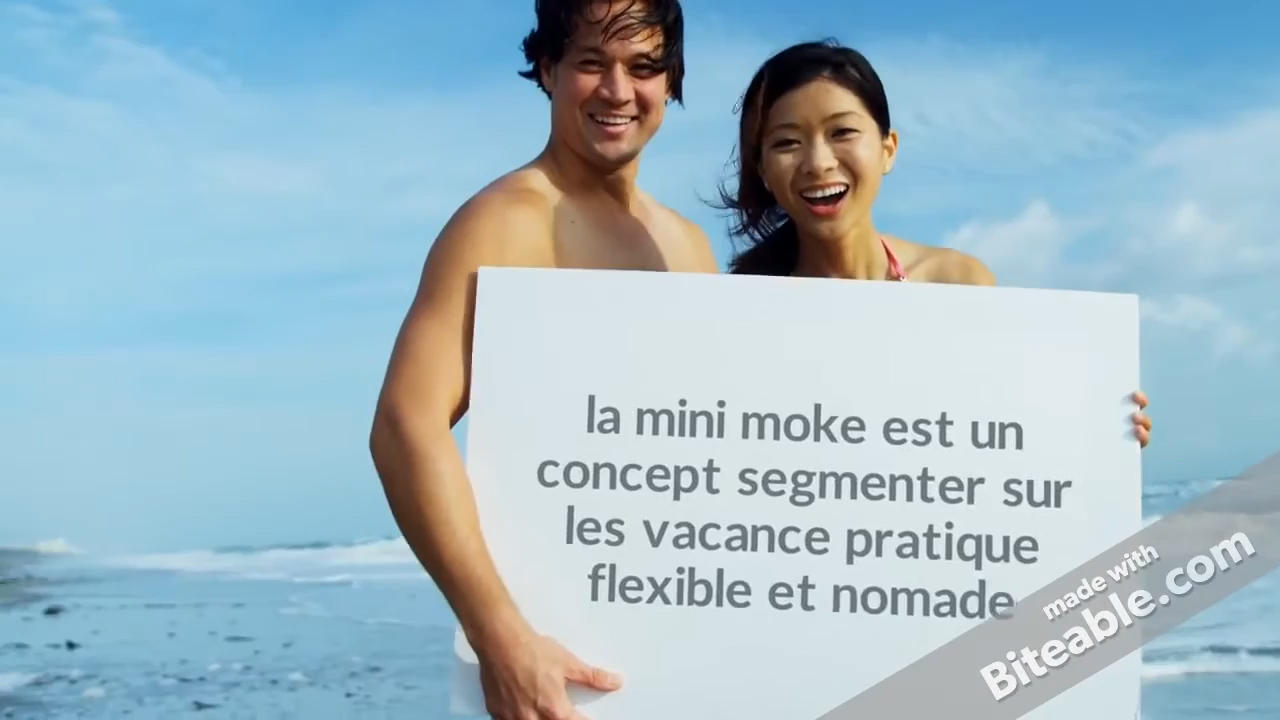 la mini moke est un
concept segmenter sur
les vacance pratique
flexible et nomade
made with
Biteable.com